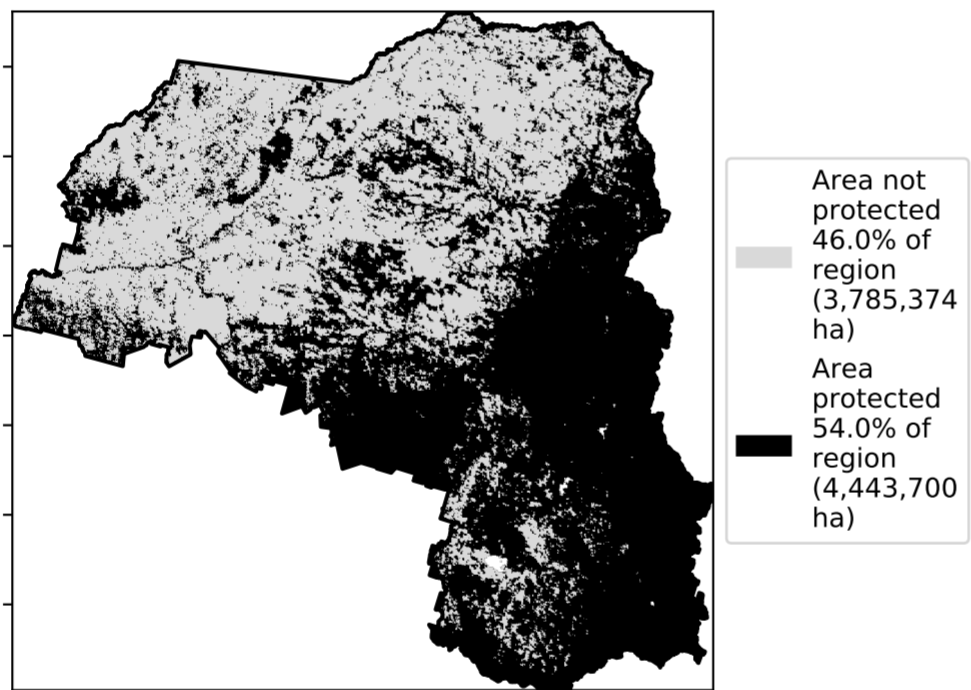 Area not
protected
46.0% of
region
(3,785,374
ha)
Area
protected
54.0% of
region
(4,443,700
ha)